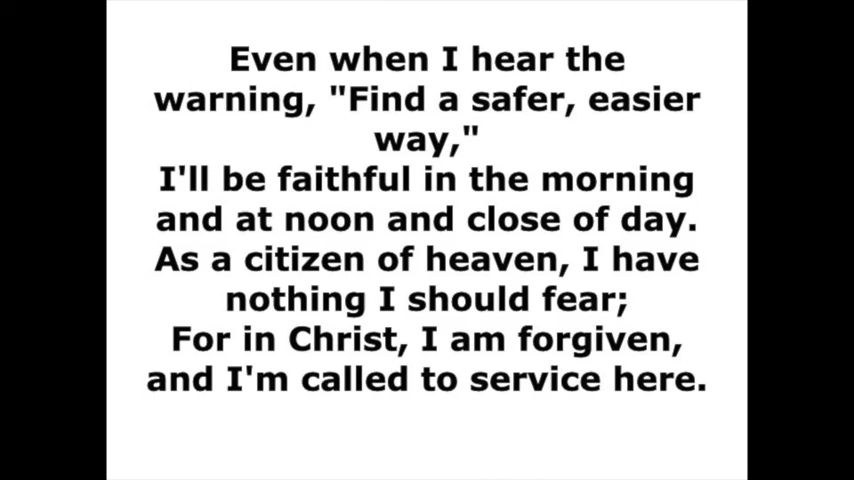 Even when I hear the
warning, "Find a safer, easier
way,"
I'll be faithful in the morning
and at noon and close of day.
As a citizen of heaven, I have
nothing I should fear;
For in Christ, I am forgiven,
and I'm called to service here.